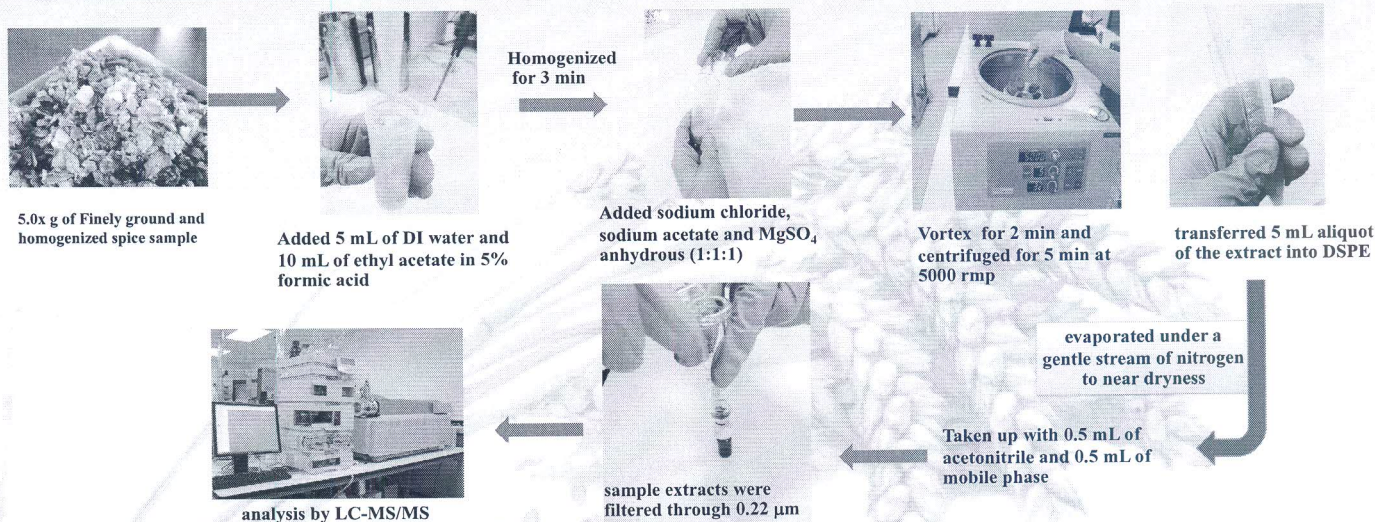 5.0x g of Finely ground and
homogenized spice sample
Added 5 mL of DI water and
10 mL of ethyl acetate in 5%
formic acid
Homogenized
for 3 min
Added sodium chloride,
sodium acetate and MgSO₄
anhydrous (1:1:1)
Vortex for 2 min and
centrifuged for 5 min at
5000 rmp
transferred 5 mL aliquot
of the extract into DSPE
evaporated under a
gentle stream of nitrogen
to near dryness
Taken up with 0.5 mL of
acetonitrile and 0.5 mL of
mobile phase
sample extracts were
filtered through 0.22 µm
analysis by LC-MS/MS